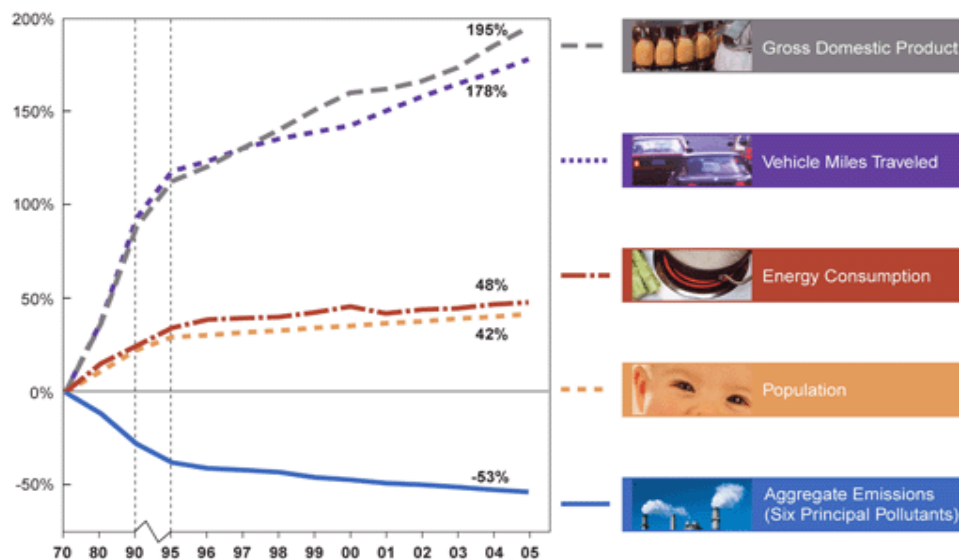 200%
150%
100%
50%
0%
-50%
195%
178%
48%
42%
-53%
70 80 90 95 96 97 98 99 00 01 02 03 04 05
Gross Domestic Product
Vehicle Miles Traveled
Energy Consumption
Population
Aggregate Emissions
(Six Principal Pollutants)